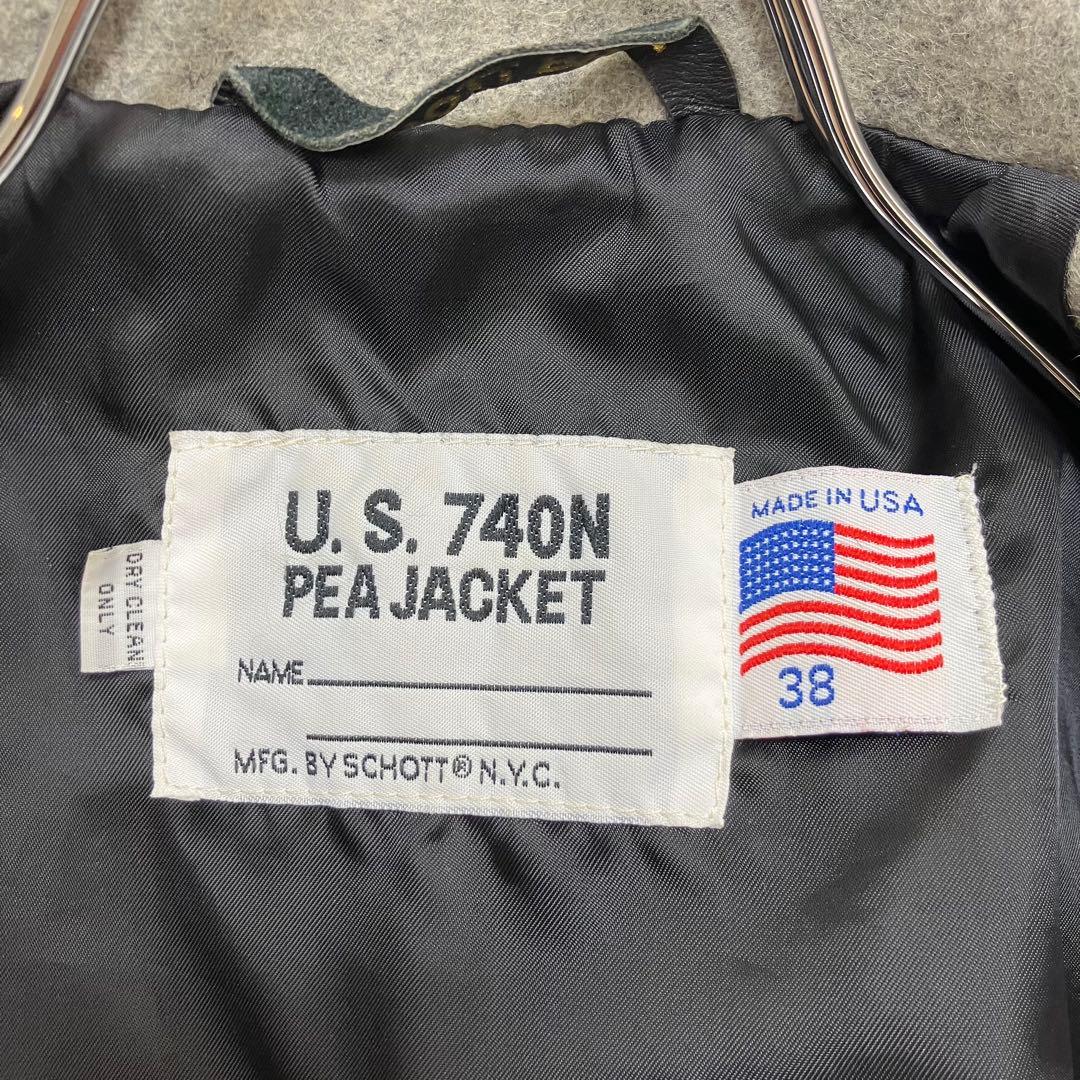 U. S. 740N
PEA JACKET
NAME
MFG. BY SCHOTT® N.Y.C.
MADE IN USA
38
DRY CLEAN
ONLY